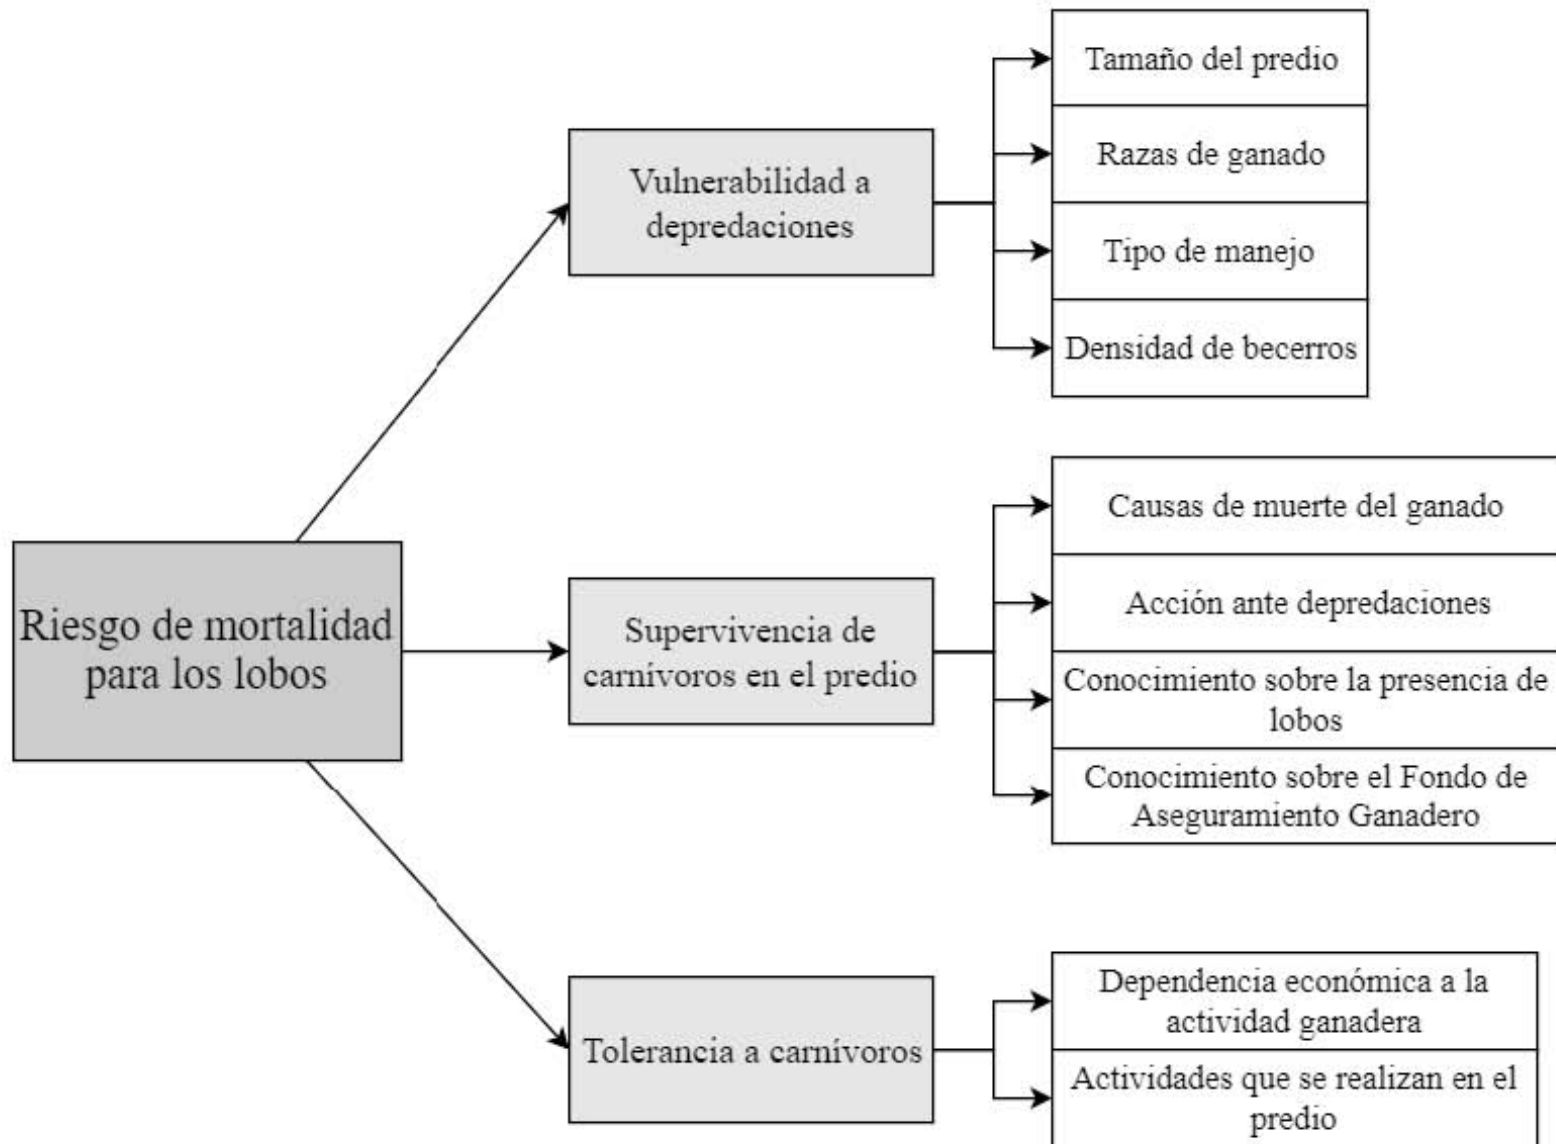 Riesgo de mortalidad
para los lobos
Vulnerabilidad a
depredaciones
Tamaño del predio
Razas de ganado
Tipo de manejo
Densidad de becerros
Supervivencia de
carnívoros en el predio
Causas de muerte del ganado
Acción ante depredaciones
Conocimiento sobre la presencia de
lobos
Conocimiento sobre el Fondo de
Aseguramiento Ganadero
Tolerancia a carnívoros
Dependencia económica a la
actividad ganadera
Actividades que se realizan en el
predio